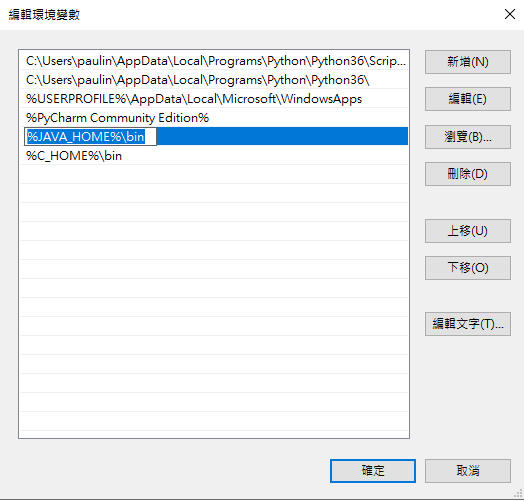 編輯環境變數
C:\Users\paulin\AppData\Local\Programs\Python\Python36\Scrip...
C:\Users\paulin\AppData\Local\Programs\Python\Python36\
%USERPROFILE%\AppData\Local\Microsoft\WindowsApps
%PyCharm Community Edition%
%JAVA_HOME%\bin
%C_HOME%\bin
新增(N)
編輯(E)
瀏覽(B)...
刪除(D)
上移(U)
下移(O)
編輯文字(T)...
確定
取消